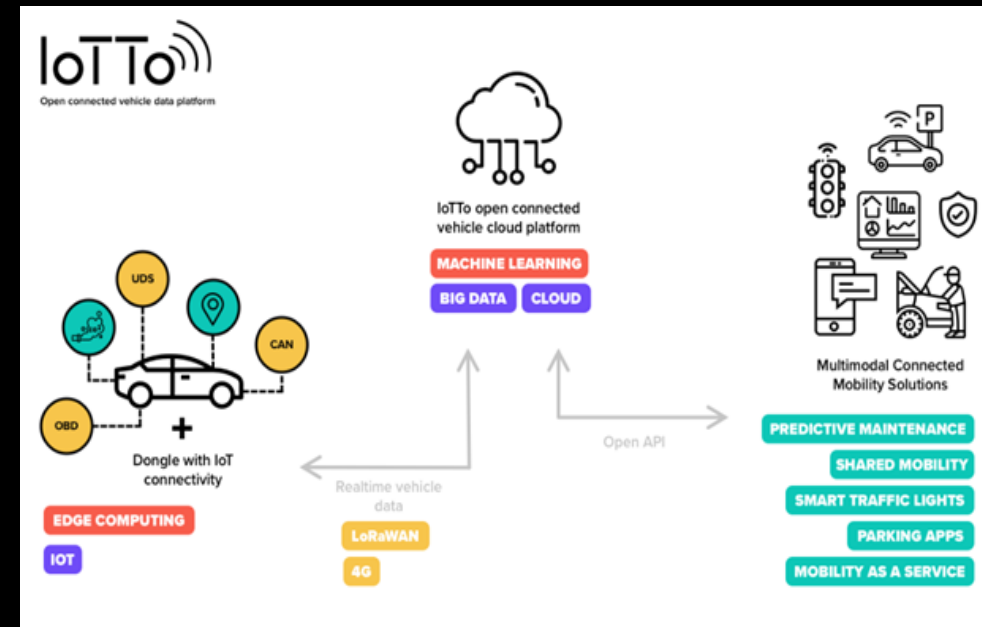 IoTTo
Open connected vehicle data platform
IoTTo open connected
vehicle cloud platform
MACHINE LEARNING
BIG DATA
CLOUD
UDS
CAN
OBD
+
Dongle with IoT
connectivity
EDGE COMPUTING
IOT
Realtime vehicle
data
LoRaWAN
4G
Open API
P
Multimodal Connected
Mobility Solutions
PREDICTIVE MAINTENANCE
SHARED MOBILITY
SMART TRAFFIC LIGHTS
PARKING APPS
MOBILITY AS A SERVICE